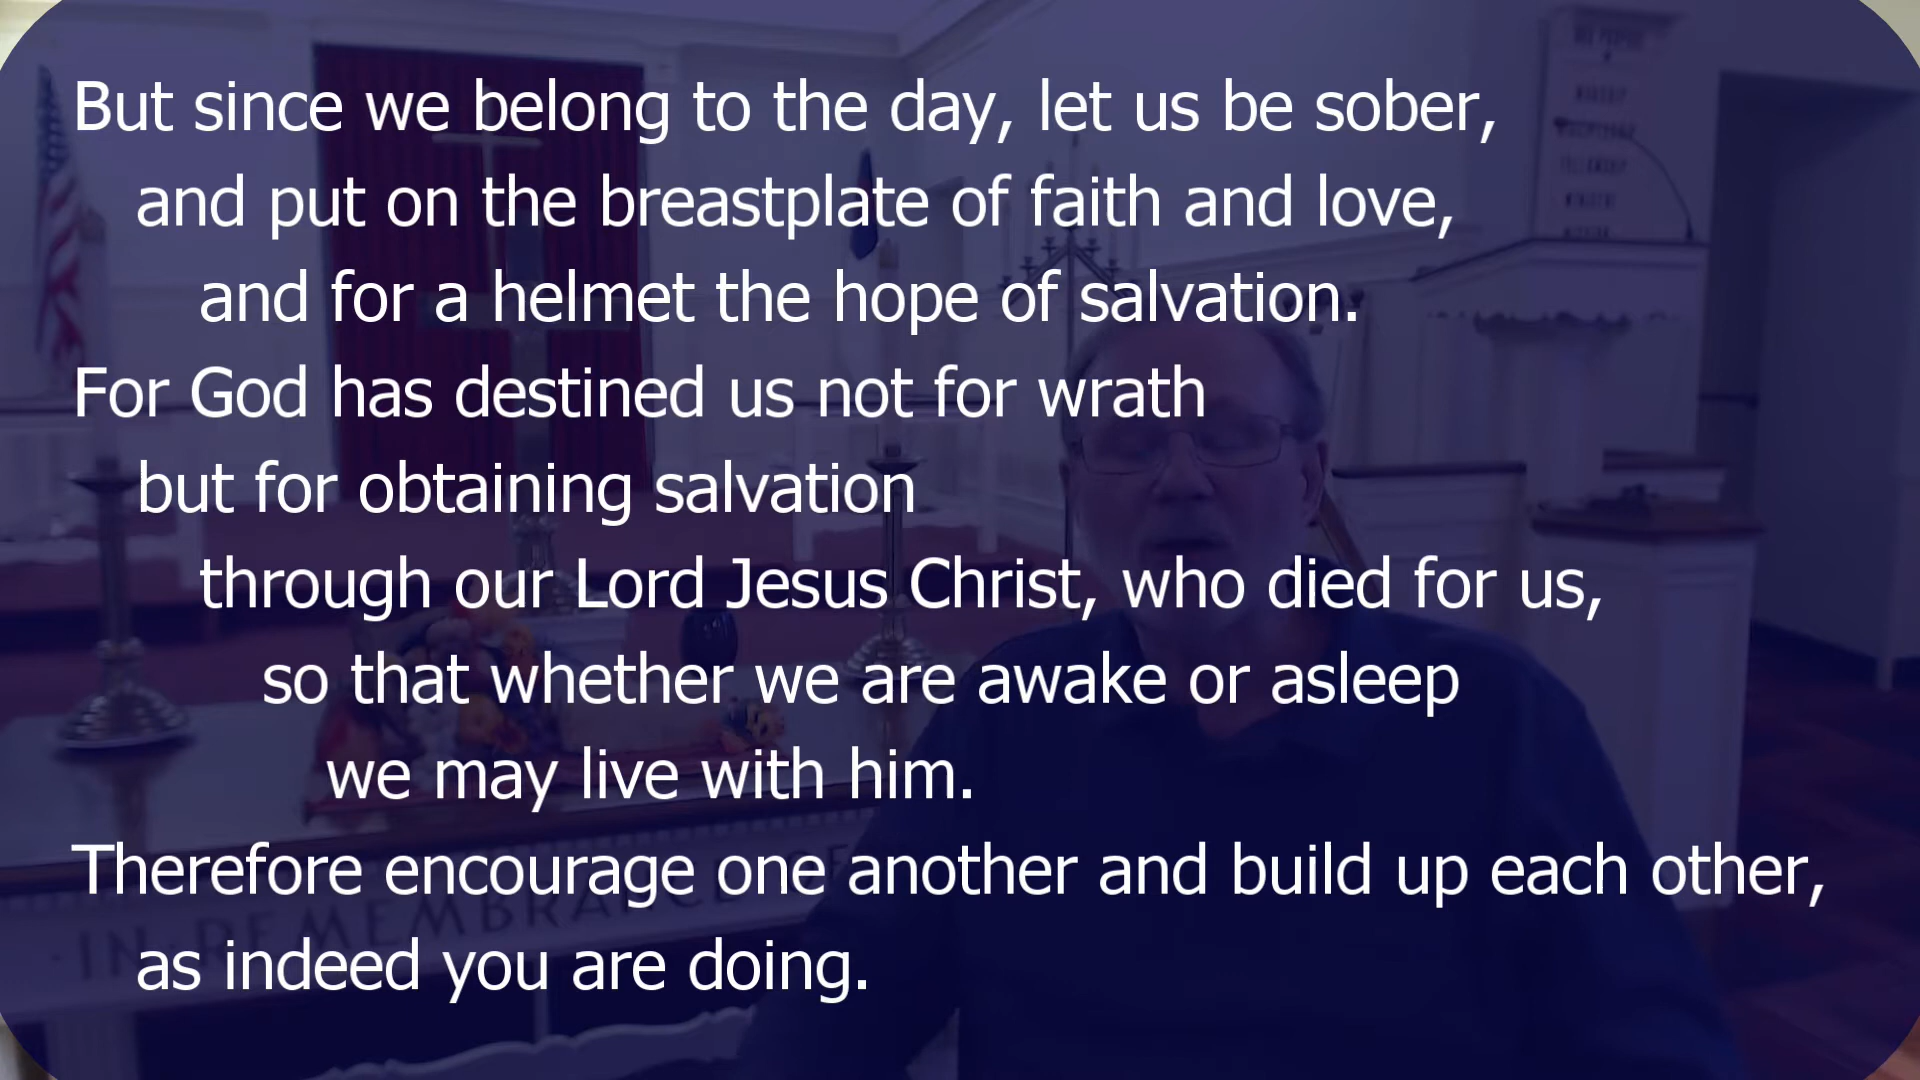 But since we belong to the day, let us be sober,
and put on the breastplate of faith and love,
and for a helmet the hope of salvation.
For God has destined us not for wrath
but for obtaining salvation
through our Lord Jesus Christ, who died for us,
so that whether we are awake or asleep
we may live with him.
Therefore encourage one another and build up each other,
as indeed you are doing.
IN REMEMBRANCE OF